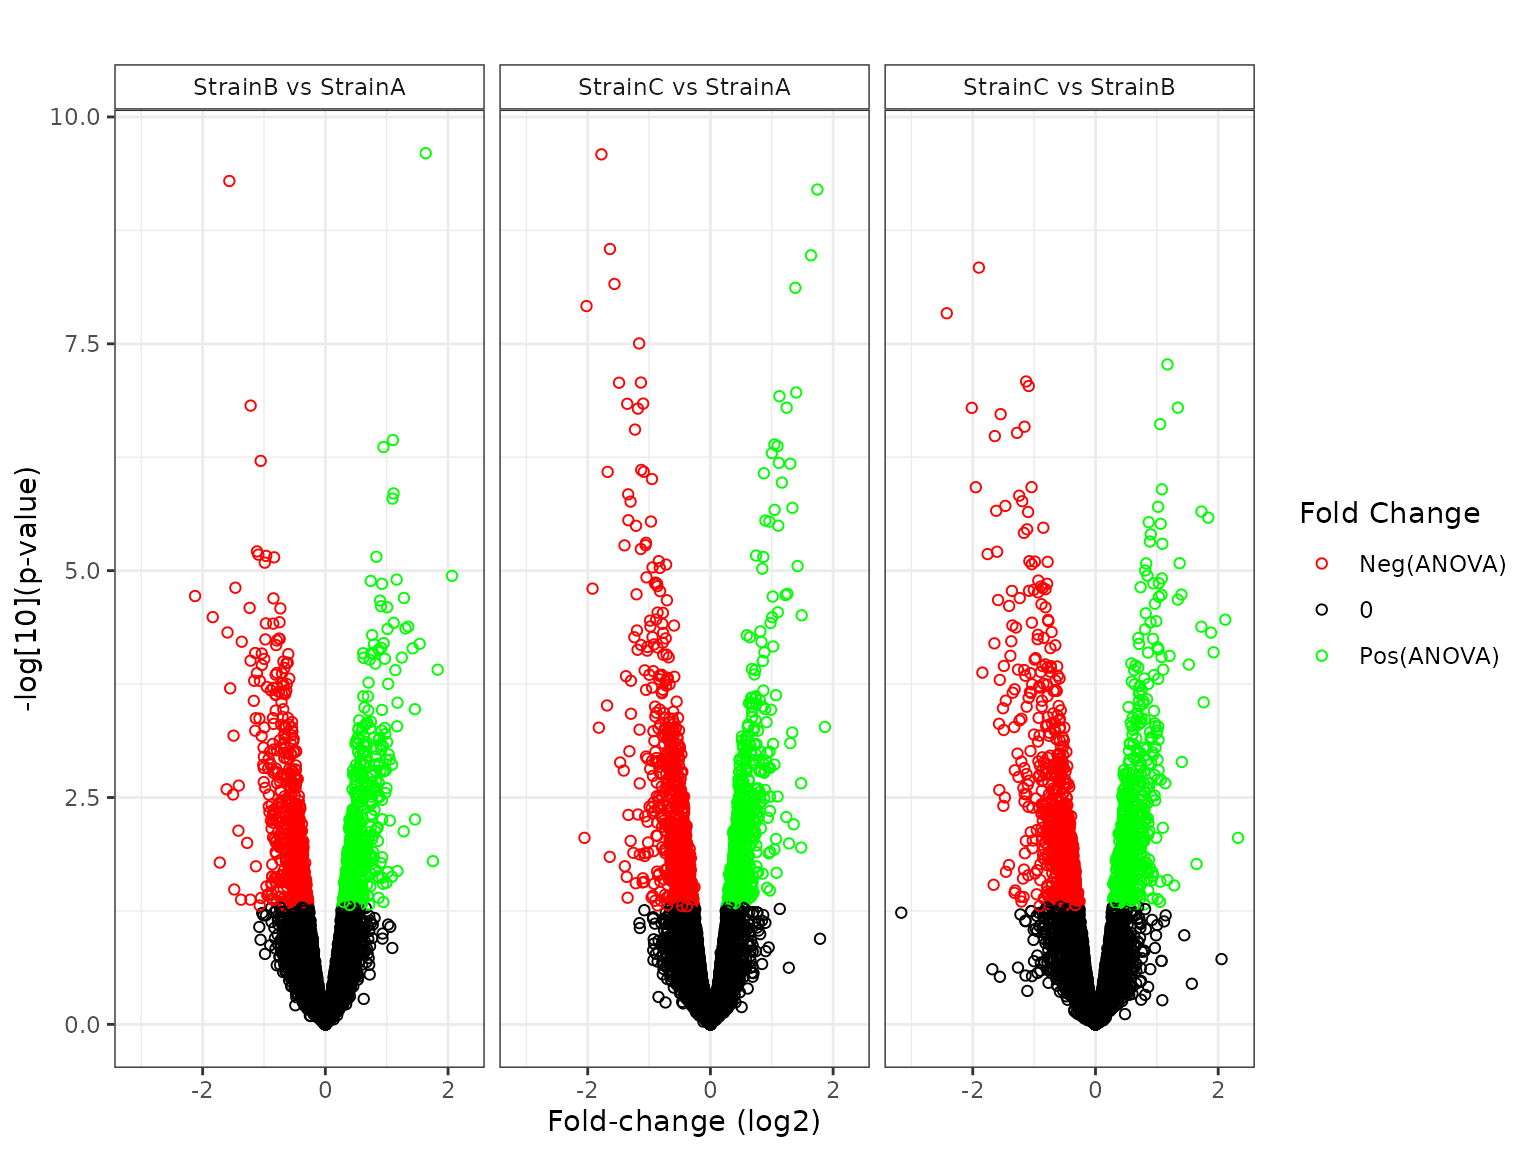 StrainB vs StrainA
StrainC vs StrainA
StrainC vs StrainB
10.0
7.5
5.0
2.5
0.0
-log[10](p-value)
-2
0
2
-2
0
2
-2
0
2
Fold-change (log2)
Fold Change
Neg(ANOVA)
0
Pos(ANOVA)